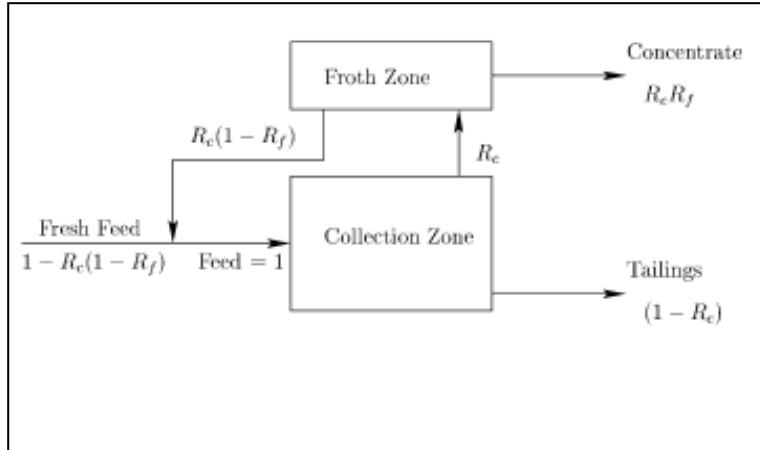 Concentrate
Froth Zone
R_cR_f
R_c(1 − R_f)
R_c
Fresh Feed
Collection Zone
1 − R_c(1 − R_f)
Feed = 1
Tailings
(1 − R_c)